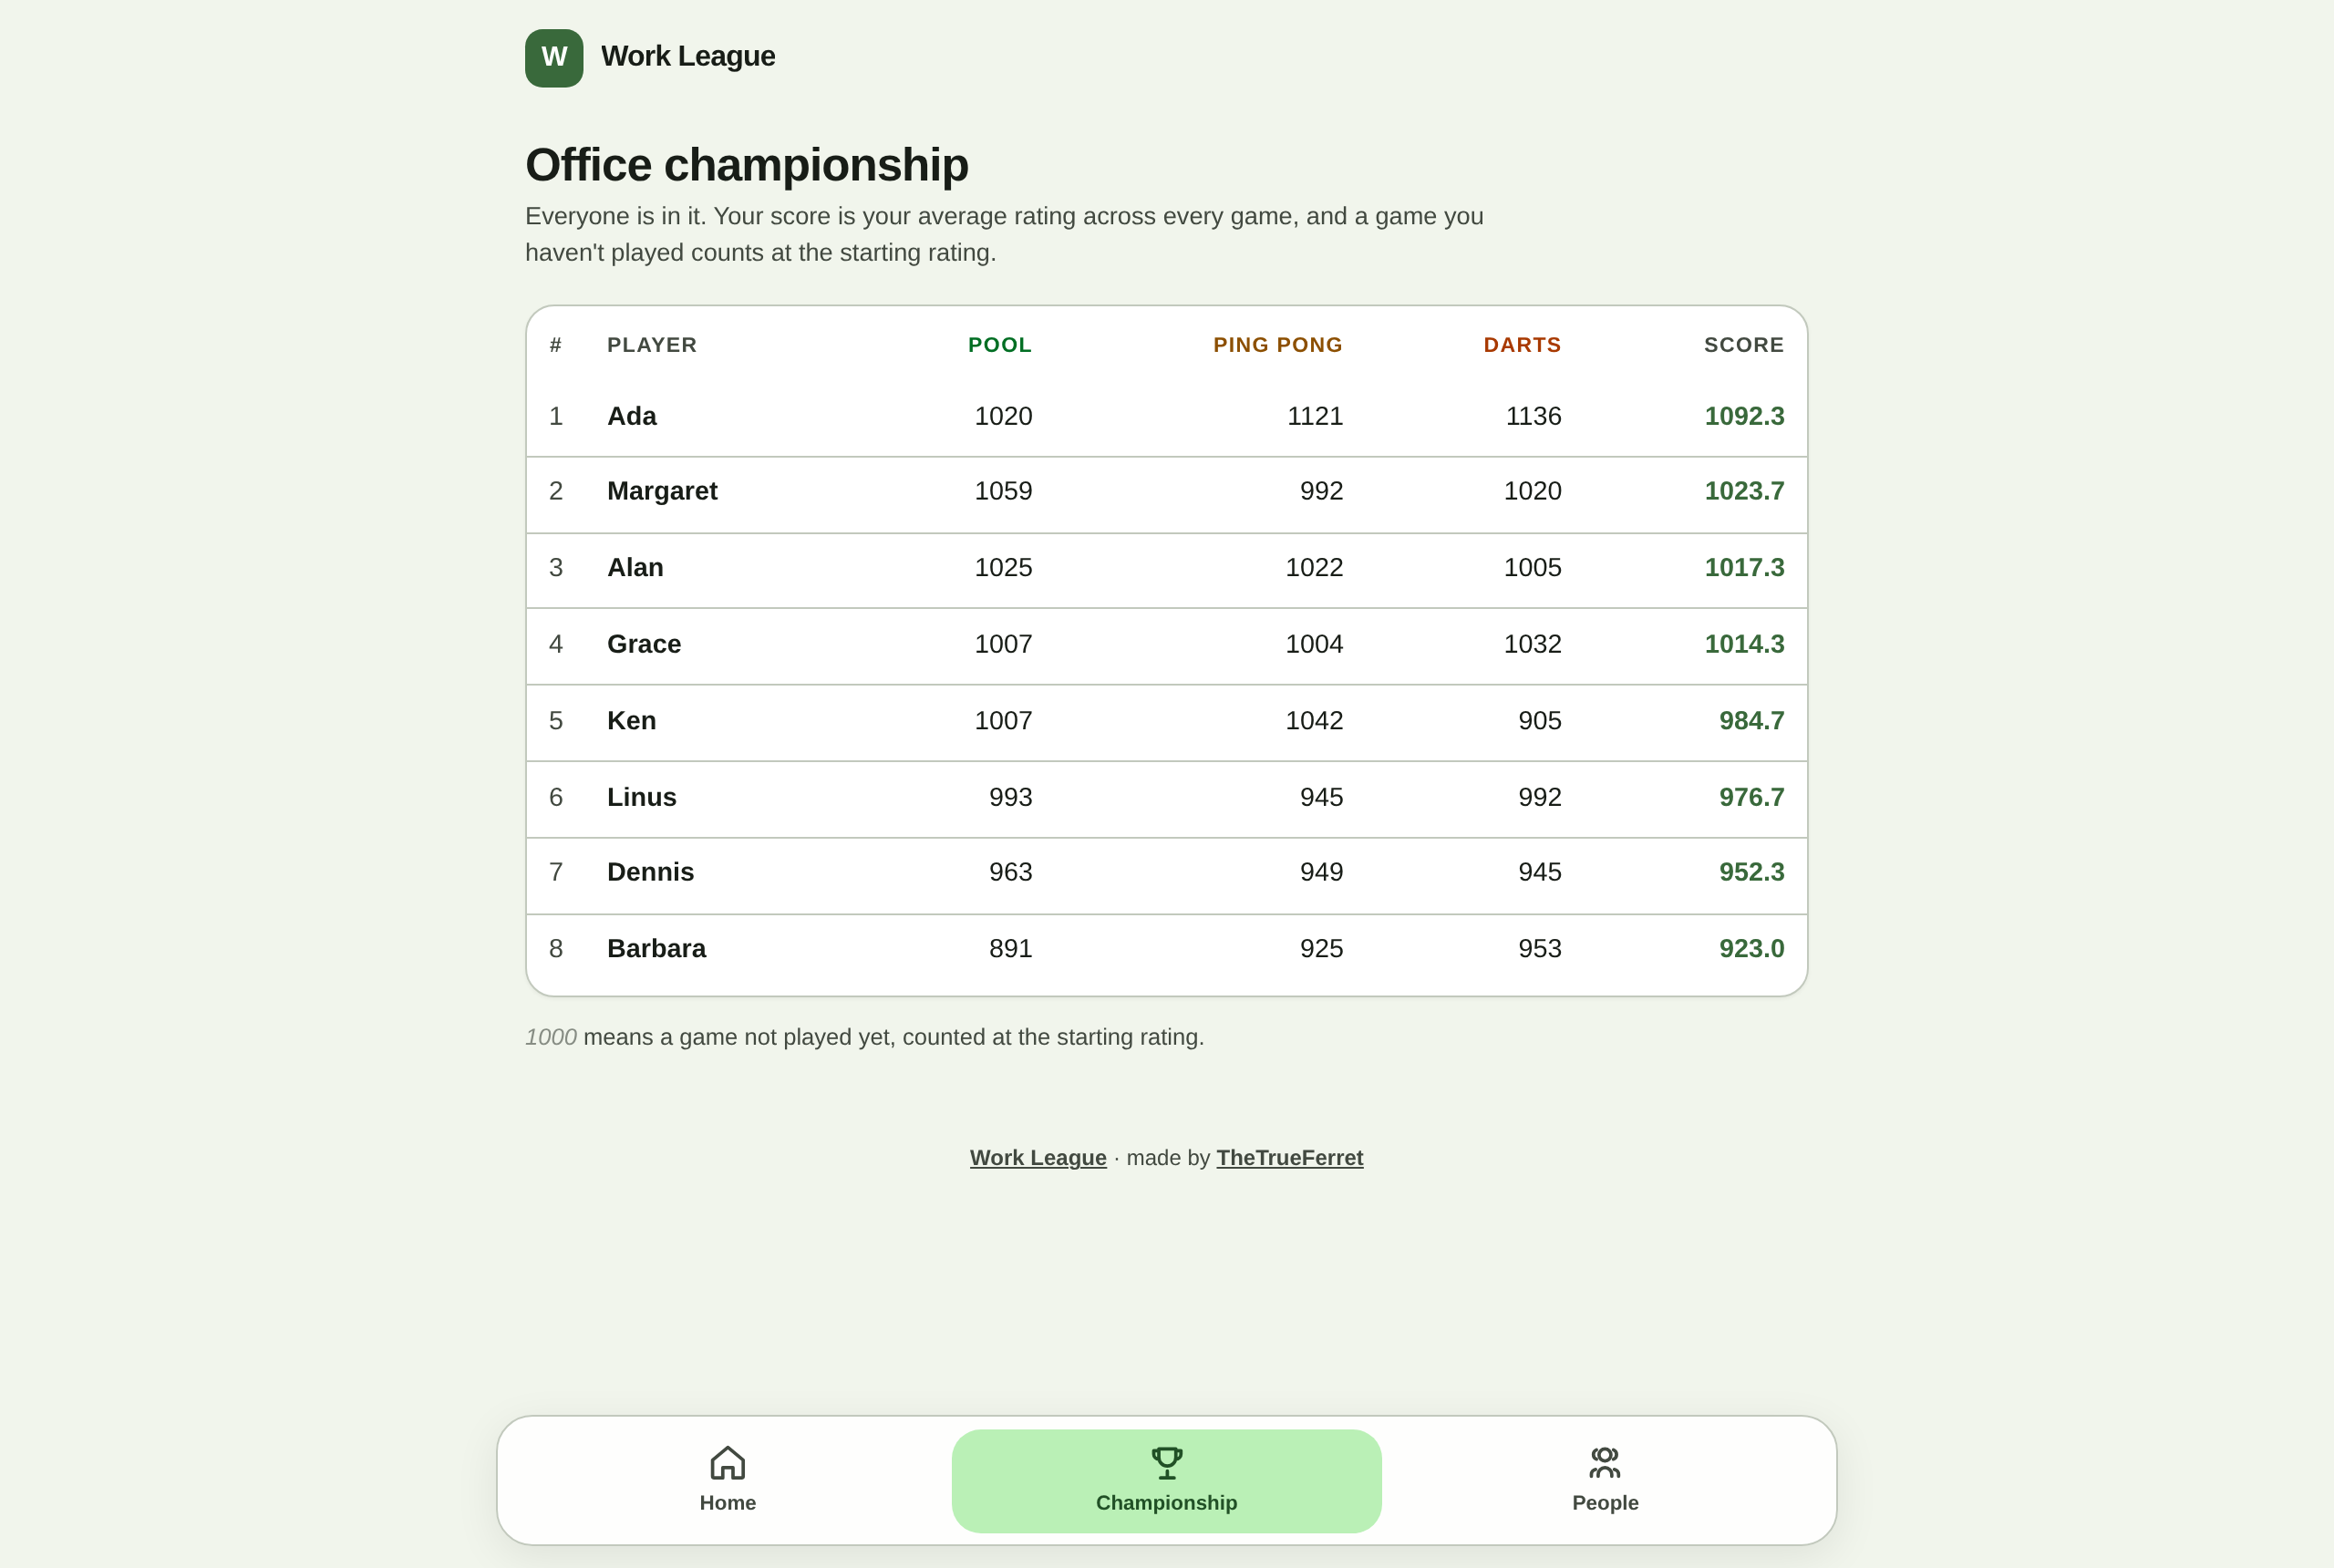 W Work League
Office championship
Everyone is in it. Your score is your average rating across every game, and a game you
haven't played counts at the starting rating.
# PLAYER POOL PING PONG DARTS SCORE
1 Ada 1020 1121 1136 1092.3
2 Margaret 1059 992 1020 1023.7
3 Alan 1025 1022 1005 1017.3
4 Grace 1007 1004 1032 1014.3
5 Ken 1007 1042 905 984.7
6 Linus 993 945 992 976.7
7 Dennis 963 949 945 952.3
8 Barbara 891 925 953 923.0
1000 means a game not played yet, counted at the starting rating.
Work League · made by TheTrueFerret
Home Championship People